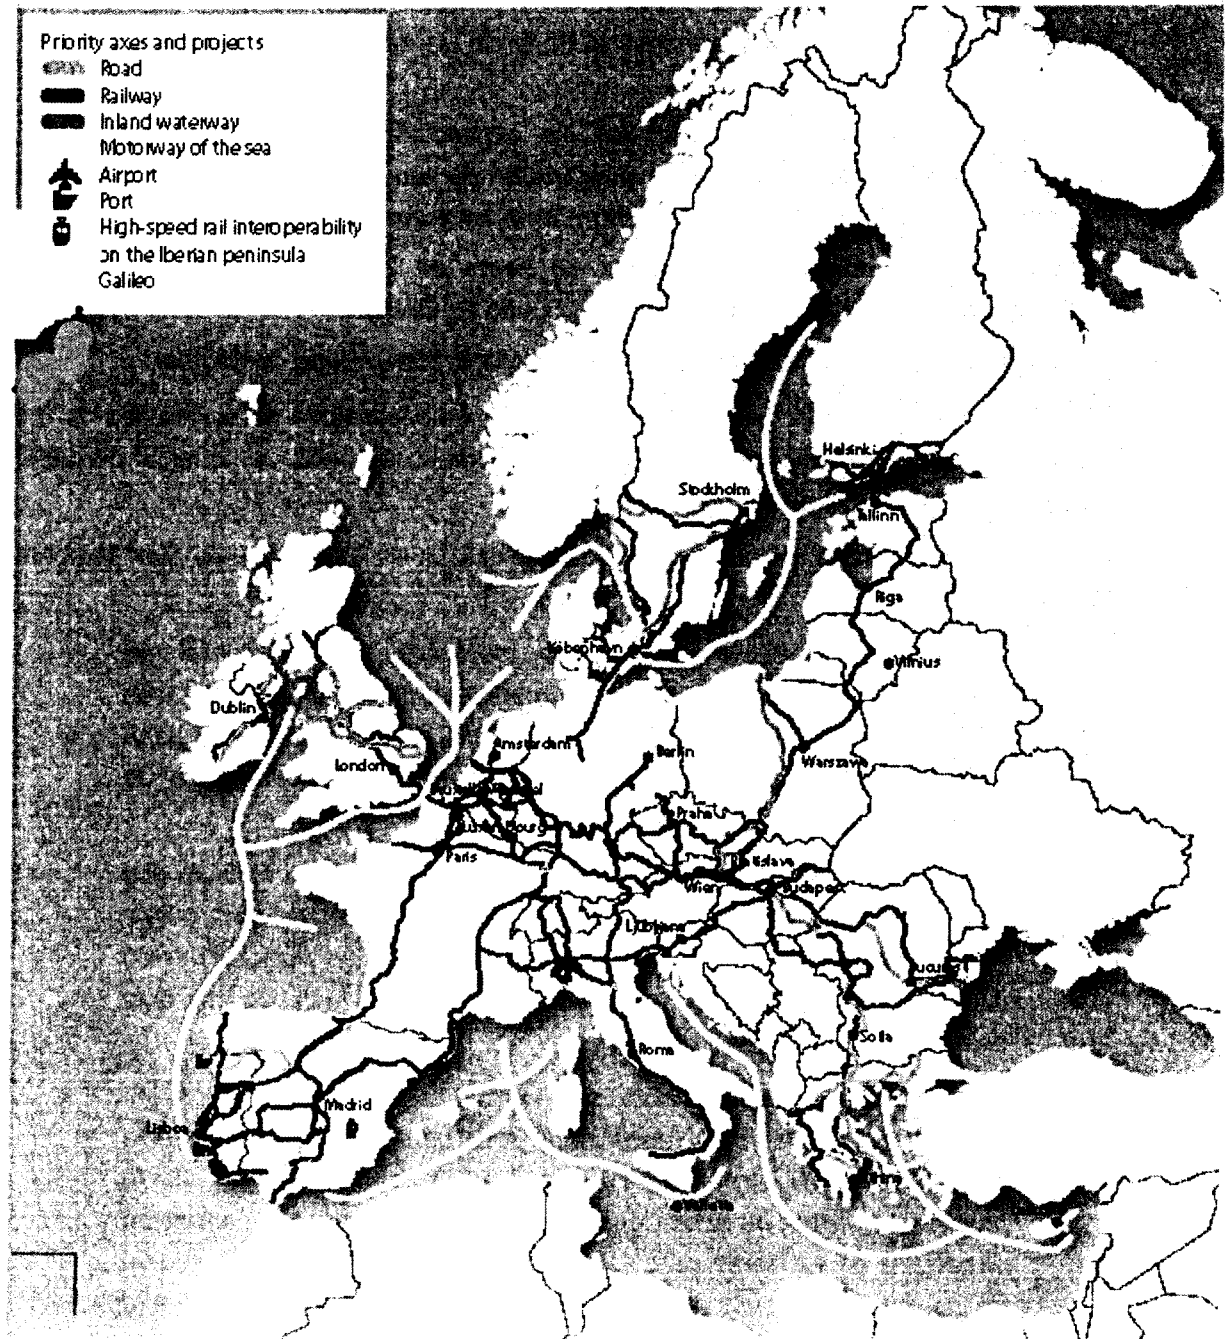 Priority axes and projects
Road
Railway
Inland waterway
Motorway of the sea
Airport
Port
High-speed rail interoperability
on the Iberian peninsula
Galileo
Helsinki
Stockholm
Tallinn
Riga
København
Vilnius
Dublin
Amsterdam
Berlin
London
Warszawa
Praha
Paris
Bratislava
Wien
Budapest
Ljubljana
Sofia
Roma
Madrid
Lisboa